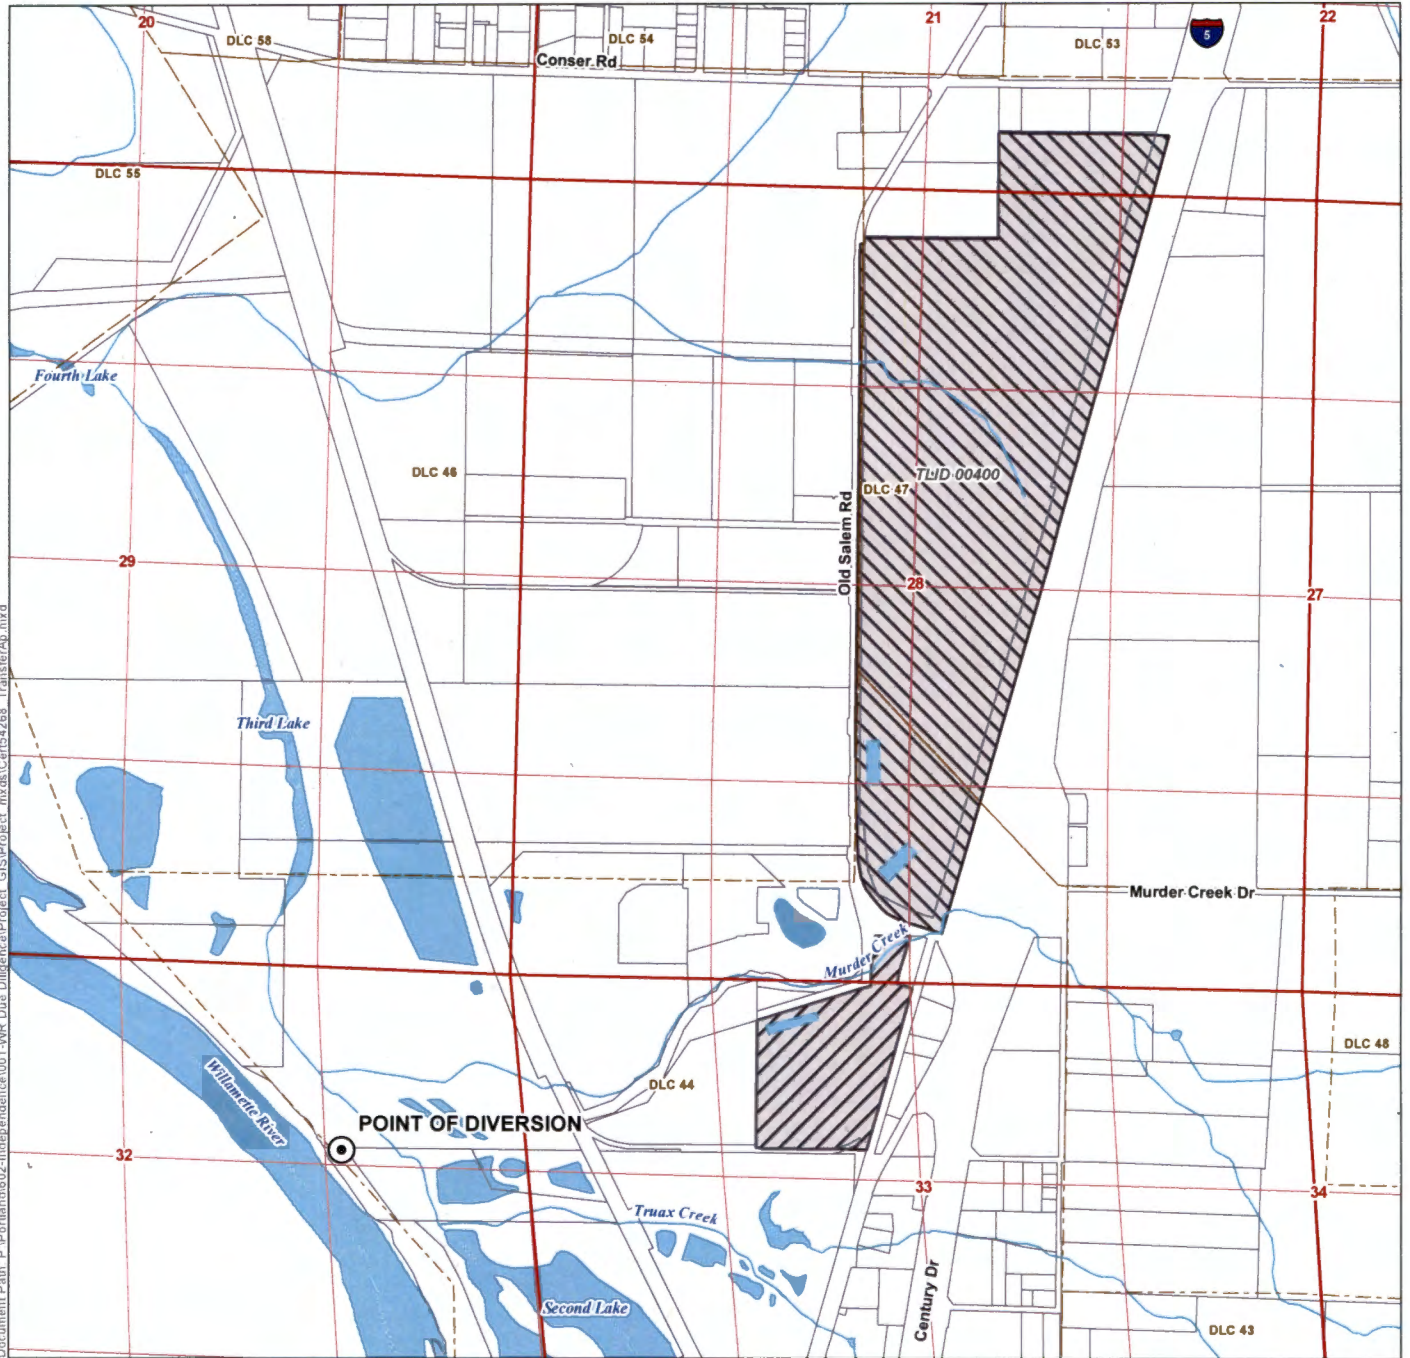 20
21
22
DLC 58
DLC 54
DLC 53
5
Conser Rd
DLC 55
Fourth Lake
DLC 46
TLID 00400
DLC 47
Old Salem Rd
29
28
27
Third Lake
Murder Creek Dr
Murder Creek
DLC 48
DLC 44
Willamette River
POINT OF DIVERSION
32
33
34
Truax Creek
Second Lake
Century Dr
DLC 43